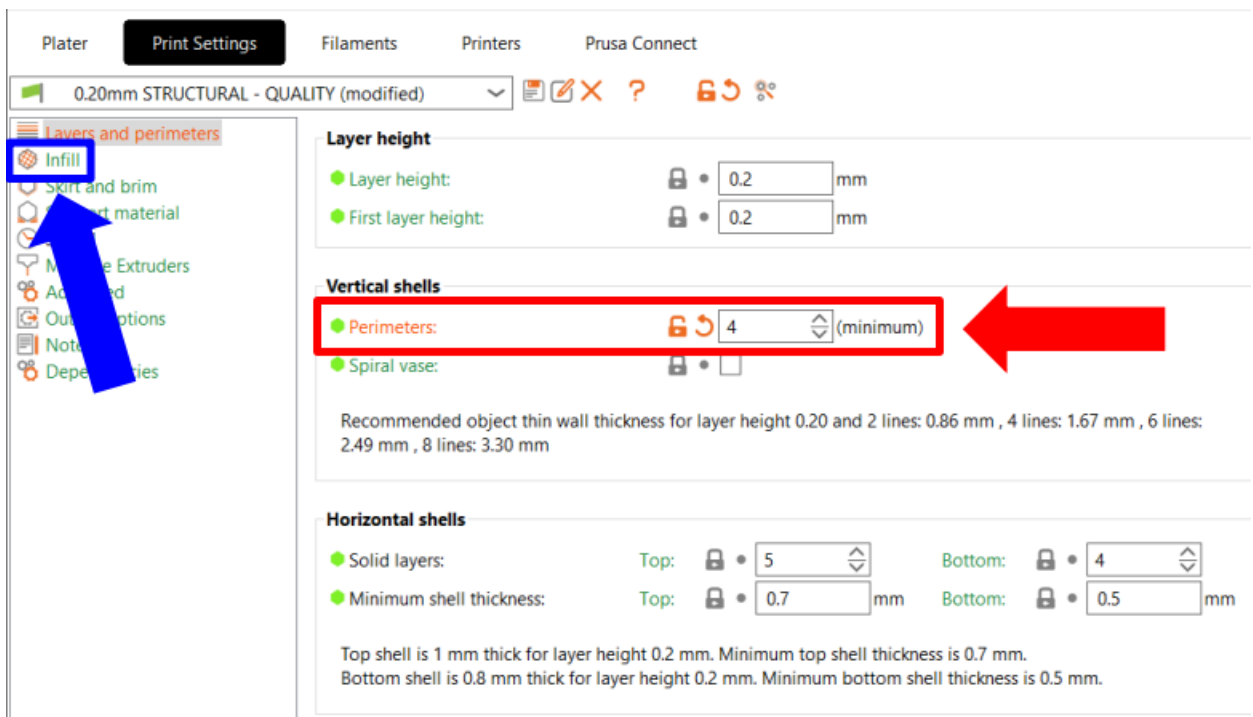 Plater Print Settings Filaments Printers Prusa Connect
0.20mm STRUCTURAL - QUALITY (modified) ?
Layers and perimeters
Infill
Skirt and brim
material
Extruders
Notes
Layer height
Layer height: 0.2 mm
First layer height: 0.2 mm
Vertical shells
Perimeters: 4 (minimum)
Spiral vase:
Recommended object thin wall thickness for layer height 0.20 and 2 lines: 0.86 mm , 4 lines: 1.67 mm , 6 lines:
2.49 mm , 8 lines: 3.30 mm
Horizontal shells
Solid layers: Top: 5 Bottom: 4
Minimum shell thickness: Top: 0.7 mm Bottom: 0.5 mm
Top shell is 1 mm thick for layer height 0.2 mm. Minimum top shell thickness is 0.7 mm.
Bottom shell is 0.8 mm thick for layer height 0.2 mm. Minimum bottom shell thickness is 0.5 mm.